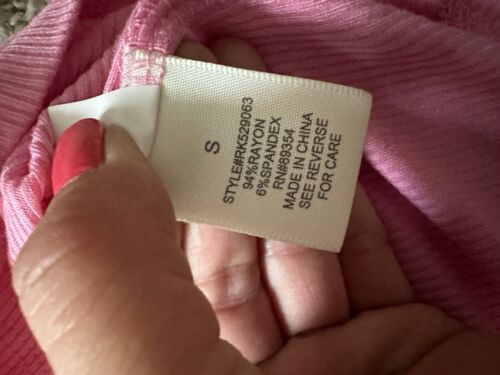 S
STYLE#RK529063
94%RAYON
6%SPANDEX
RN#89354
MADE IN CHINA
SEE REVERSE
FOR CARE